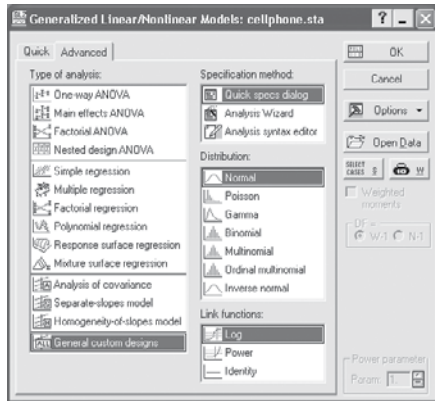 Generalized Linear/Nonlinear Models: cellphone.sta
Quick Advanced
Type of analysis:
One-way ANOVA
Main effects ANOVA
Factorial ANOVA
Nested design ANOVA
Simple regression
Multiple regression
Factorial regression
Polynomial regression
Response surface regression
Mixture surface regression
Analysis of covariance
Separate-slopes model
Homogeneity-of-slopes model
General custom designs
Specification method:
Quick specs dialog
Analysis Wizard
Analysis syntax editor
Distribution:
Normal
Poisson
Gamma
Binomial
Multinomial
Ordinal multinomial
Inverse normal
Link functions:
Log
Power
Identity
OK
Cancel
Options
Open Data
SELECT CASES S W
Weighted moments
DF =
W-1 N-1
Power parameter
Param: 1.